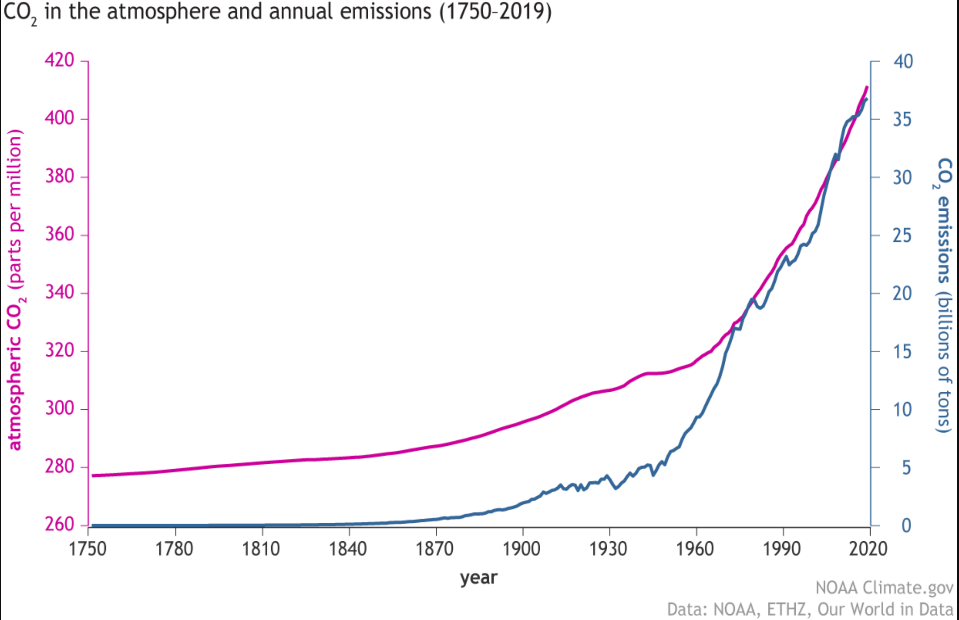 CO₂ in the atmosphere and annual emissions (1750-2019)
atmospheric CO₂ (parts per million)
420
400
380
360
340
320
300
280
260
40
35
30
25
20
15
10
5
0
CO₂ emissions (billions of tons)
1750 1780 1810 1840 1870 1900 1930 1960 1990 2020
year
NOAA Climate.gov
Data: NOAA, ETHZ, Our World in Data